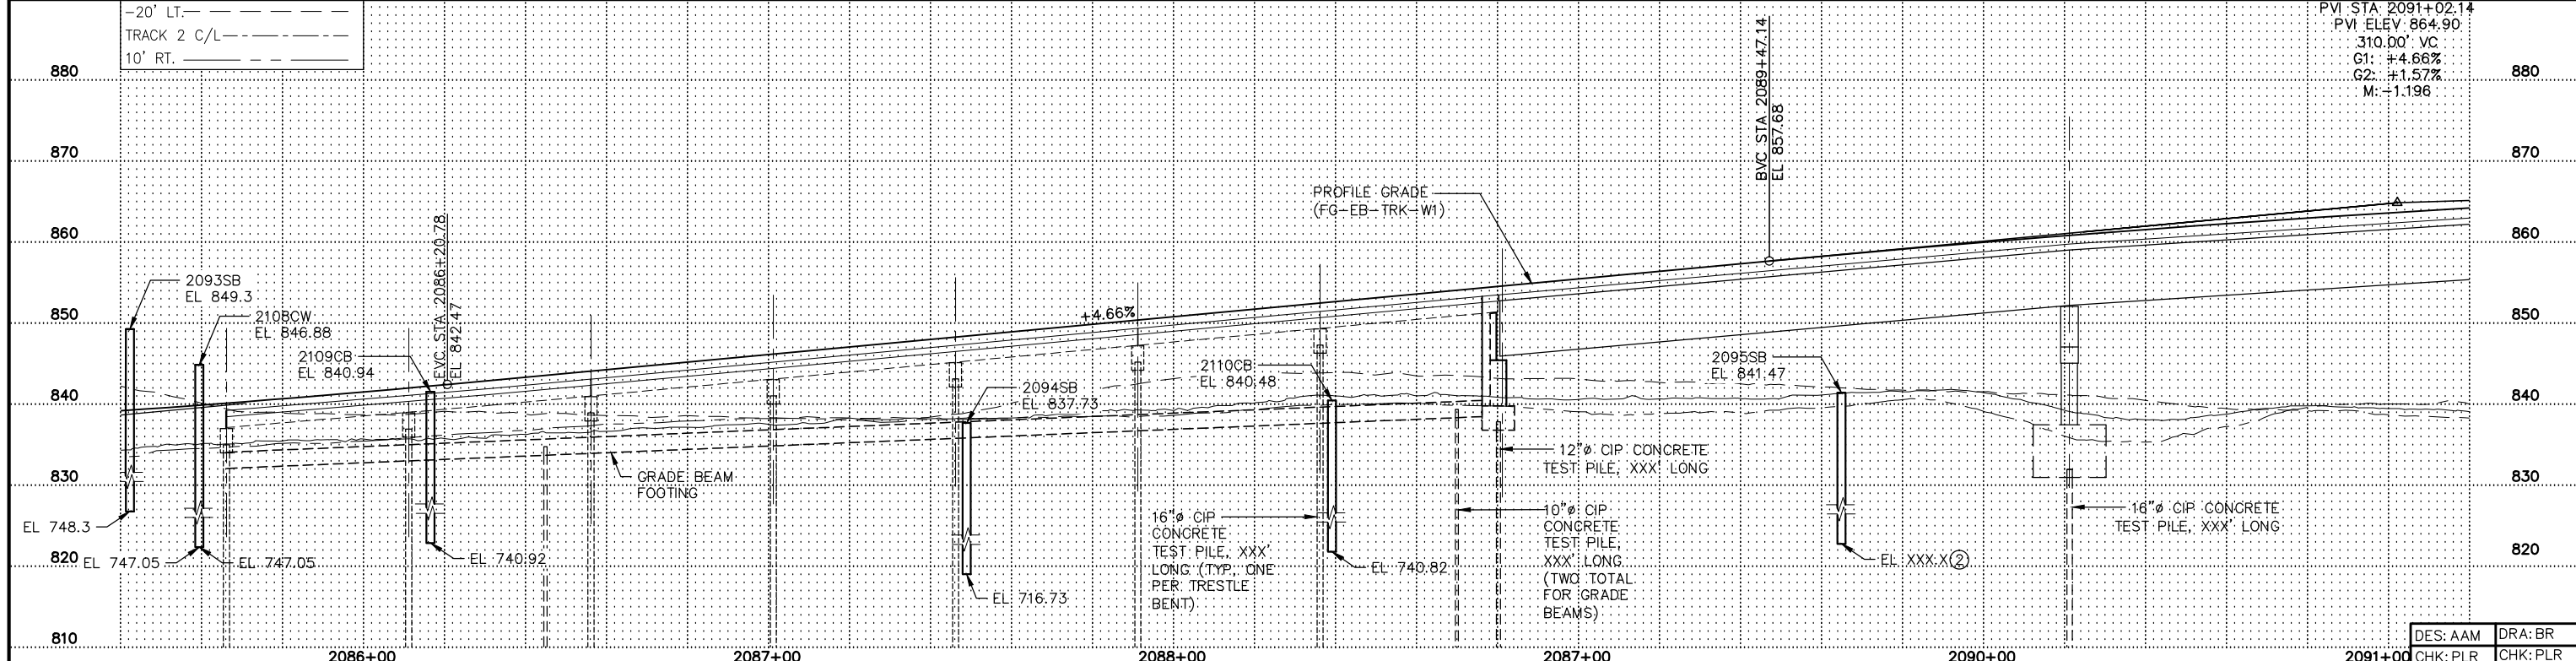 -20' LT.
TRACK 2 C/L
10' RT.
PVI STA 2091+02.14
PVI ELEV 864.90
310.00' VC
G1: +4.66%
G2: +1.57%
M: -1.196
880
880
870
870
860
860
850
850
840
840
830
830
820
820
810
BVC STA 2089+47.14
EL 857.68
PROFILE GRADE
(FG-EB-TRK-W1)
EVC STA 2086+20.78
EL 842.47
+4.66%
2093SB
EL 849.3
2108CW
EL 846.88
2109CB
EL 840.94
2094SB
EL 837.73
2110CB
EL 840.48
2095SB
EL 841.47
GRADE BEAM
FOOTING
EL 748.3
EL 747.05
EL 747.05
EL 740.92
EL 716.73
16"ø CIP
CONCRETE
TEST PILE, XXX'
LONG (TYP, ONE
PER TRESTLE
BENT)
EL 740.82
12"ø CIP CONCRETE
TEST PILE, XXX' LONG
10"ø CIP
CONCRETE
TEST PILE,
XXX' LONG
(TWO TOTAL
FOR GRADE
BEAMS)
EL XXX.X 2
16"ø CIP CONCRETE
TEST PILE, XXX' LONG
2086+00
2087+00
2088+00
2087+00
2090+00
2091+00
DES: AAM
DRA: BR
CHK: PLR
CHK: PLR